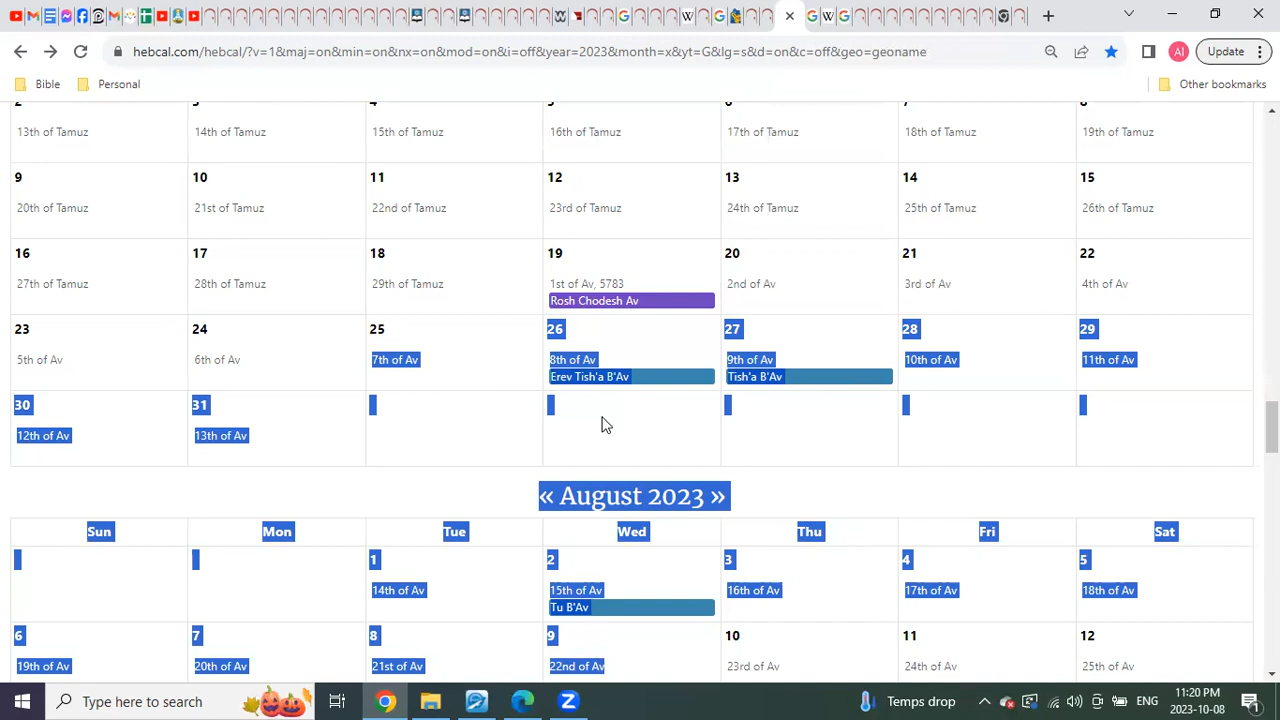 hebcal.com/hebcal/?v=1&maj=on&min=on&nx=on&mod=on&i=off&year=2023&month=x&yt=G&lg=s&d=on&c=off&geo=geoname
AI
Update
Bible
Personal
Other bookmarks
13th of Tamuz 14th of Tamuz 15th of Tamuz 16th of Tamuz 17th of Tamuz 18th of Tamuz 19th of Tamuz
9 10 11 12 13 14 15
20th of Tamuz 21st of Tamuz 22nd of Tamuz 23rd of Tamuz 24th of Tamuz 25th of Tamuz 26th of Tamuz
16 17 18 19 20 21 22
27th of Tamuz 28th of Tamuz 29th of Tamuz 1st of Av, 5783 2nd of Av 3rd of Av 4th of Av
Rosh Chodesh Av
23 24 25 26 27 28 29
5th of Av 6th of Av 7th of Av 8th of Av 9th of Av 10th of Av 11th of Av
Erev Tish'a B'Av Tish'a B'Av
30 31
12th of Av 13th of Av
« August 2023 »
Sun Mon Tue Wed Thu Fri Sat
1 2 3 4 5
14th of Av 15th of Av 16th of Av 17th of Av 18th of Av
Tu B'Av
6 7 8 9 10 11 12
19th of Av 20th of Av 21st of Av 22nd of Av 23rd of Av 24th of Av 25th of Av
Type here to search
Temps drop
ENG
11:20 PM
2023-10-08
1